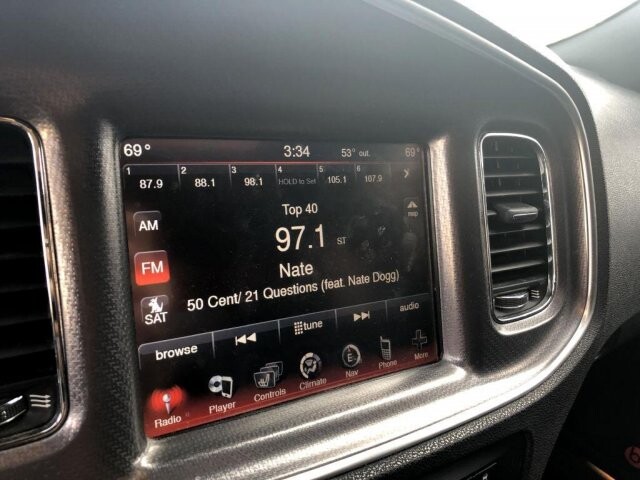 69° 3:34 53° out. 69°
1 2 3 4 5 6
87.9 88.1 98.1 HOLD to Set 105.1 107.9 >
AM Top 40
97.1 ST
FM Nate
50 Cent/ 21 Questions (feat. Nate Dogg)
SAT
browse tune audio
Radio Player Controls Climate Nav Phone More